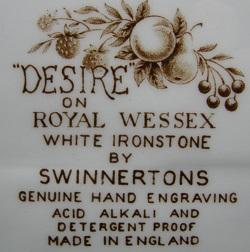 "DESIRE"
ON
ROYAL WESSEX
WHITE IRONSTONE
BY
SWINNERTONS
GENUINE HAND ENGRAVING
ACID ALKALI AND
DETERGENT PROOF
MADE IN ENGLAND